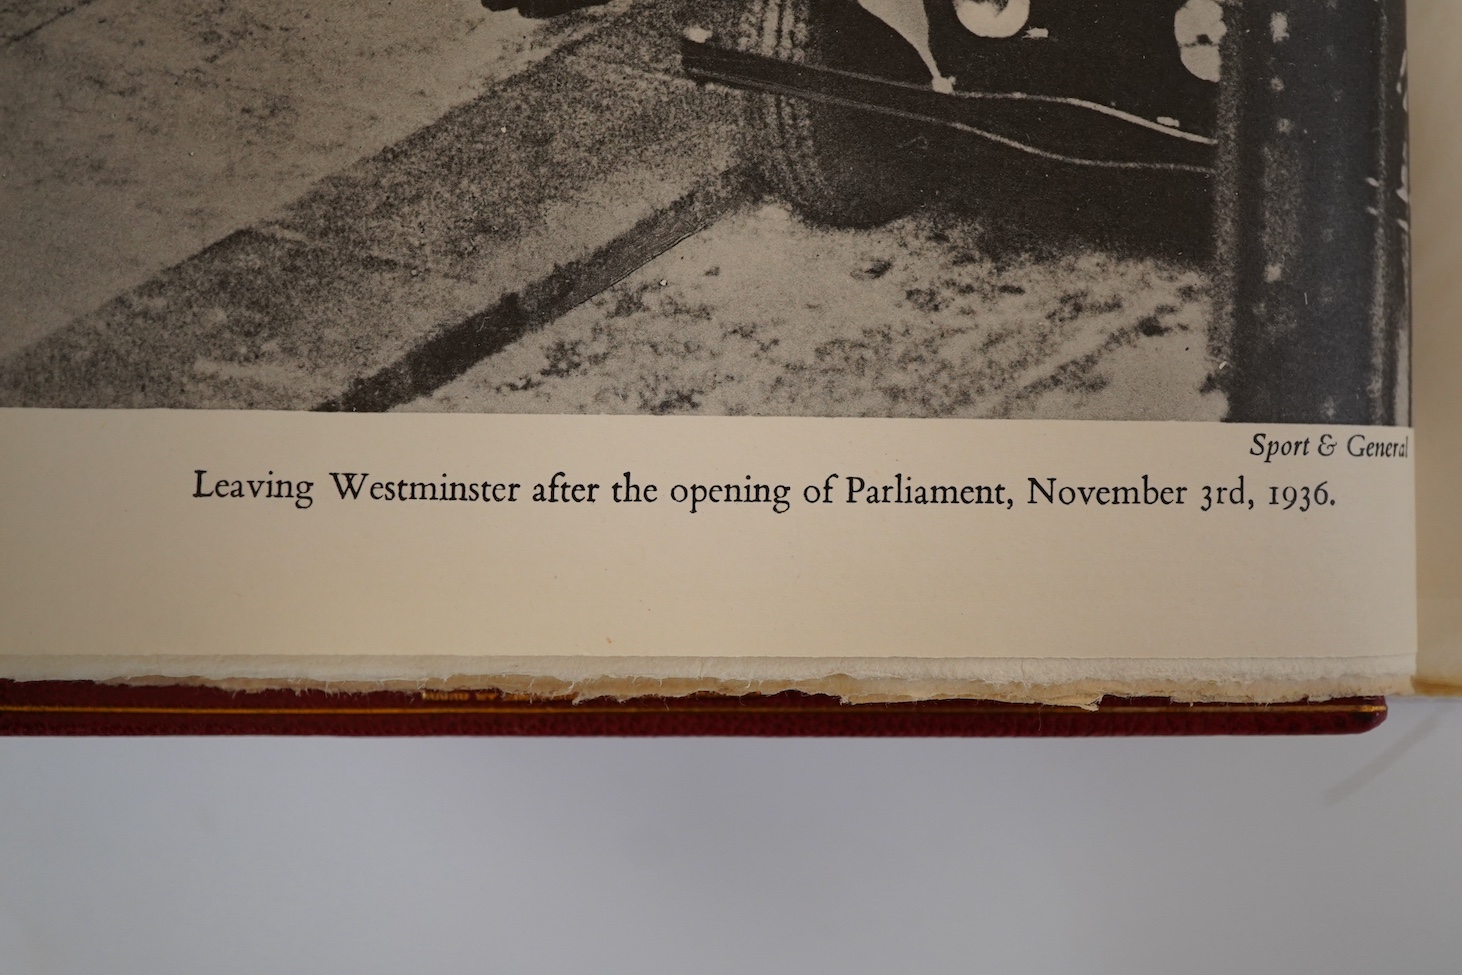 Sport & General
Leaving Westminster after the opening of Parliament, November 3rd, 1936.